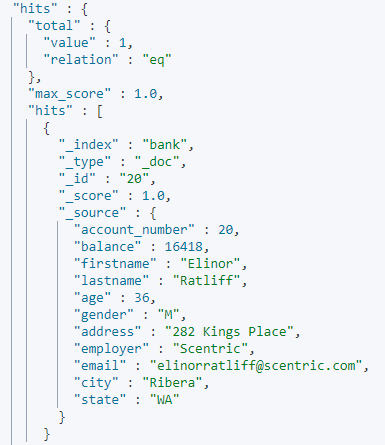 "hits" : {
"total" : {
"value" : 1,
"relation" : "eq"
},
"max_score" : 1.0,
"hits" : [
{
"_index" : "bank",
"_type" : "_doc",
"_id" : "20",
"_score" : 1.0,
"_source" : {
"account_number" : 20,
"balance" : 16418,
"firstname" : "Elinor",
"lastname" : "Ratliff",
"age" : 36,
"gender" : "M",
"address" : "282 Kings Place",
"employer" : "Scentric",
"email" : "elinorratliff@scentric.com",
"city" : "Ribera",
"state" : "WA"
}
}